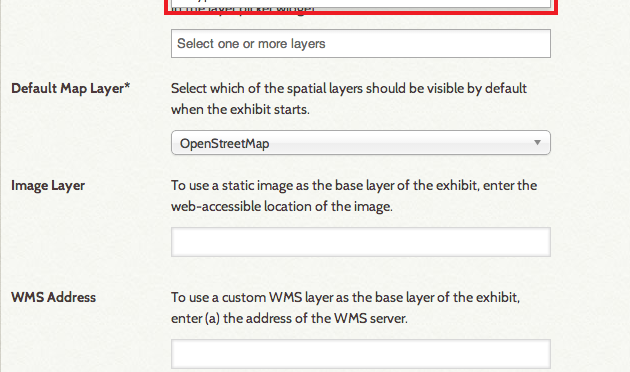 in the layer picker widget.
Select one or more layers
Default Map Layer*
Select which of the spatial layers should be visible by default
when the exhibit starts.
OpenStreetMap
Image Layer
To use a static image as the base layer of the exhibit, enter the
web-accessible location of the image.
WMS Address
To use a custom WMS layer as the base layer of the exhibit,
enter (a) the address of the WMS server.